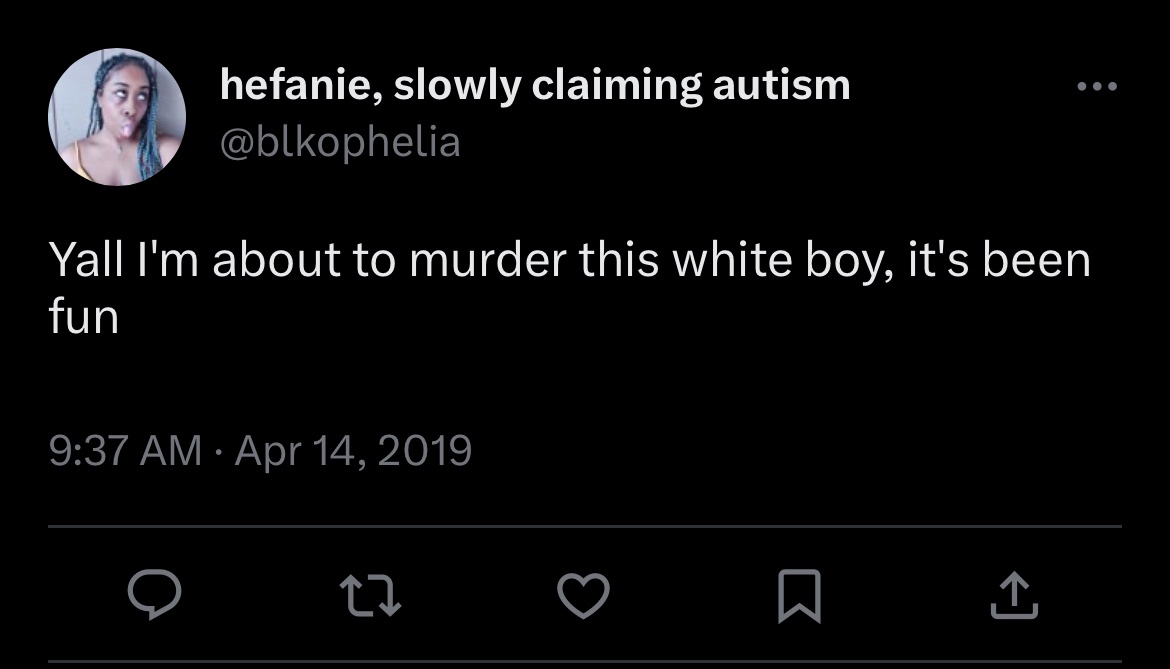 hefanie, slowly claiming autism
@blkophelia
Yall I'm about to murder this white boy, it's been
fun
9:37 AM · Apr 14, 2019